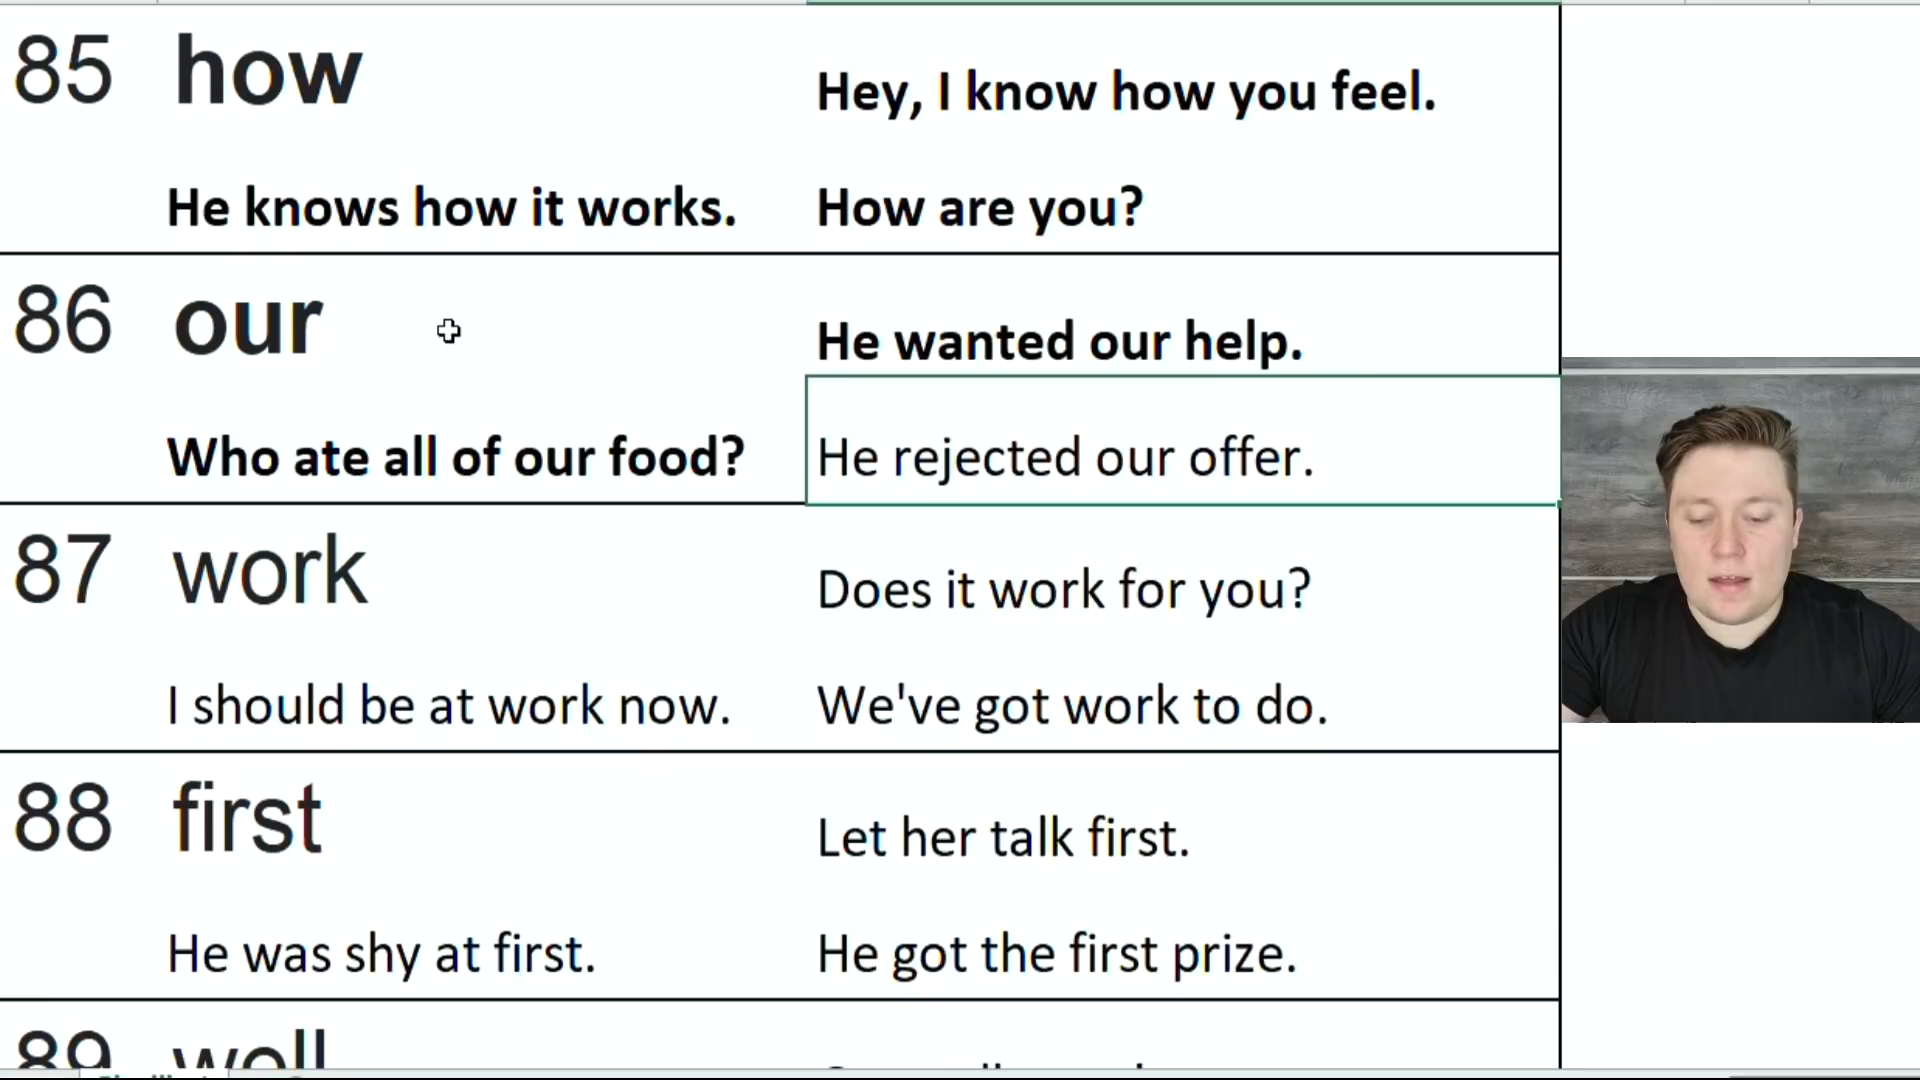 85 how
Hey, I know how you feel.
He knows how it works.
How are you?
86 our
He wanted our help.
Who ate all of our food?
He rejected our offer.
87 work
Does it work for you?
I should be at work now.
We've got work to do.
88 first
Let her talk first.
He was shy at first.
He got the first prize.
89 well